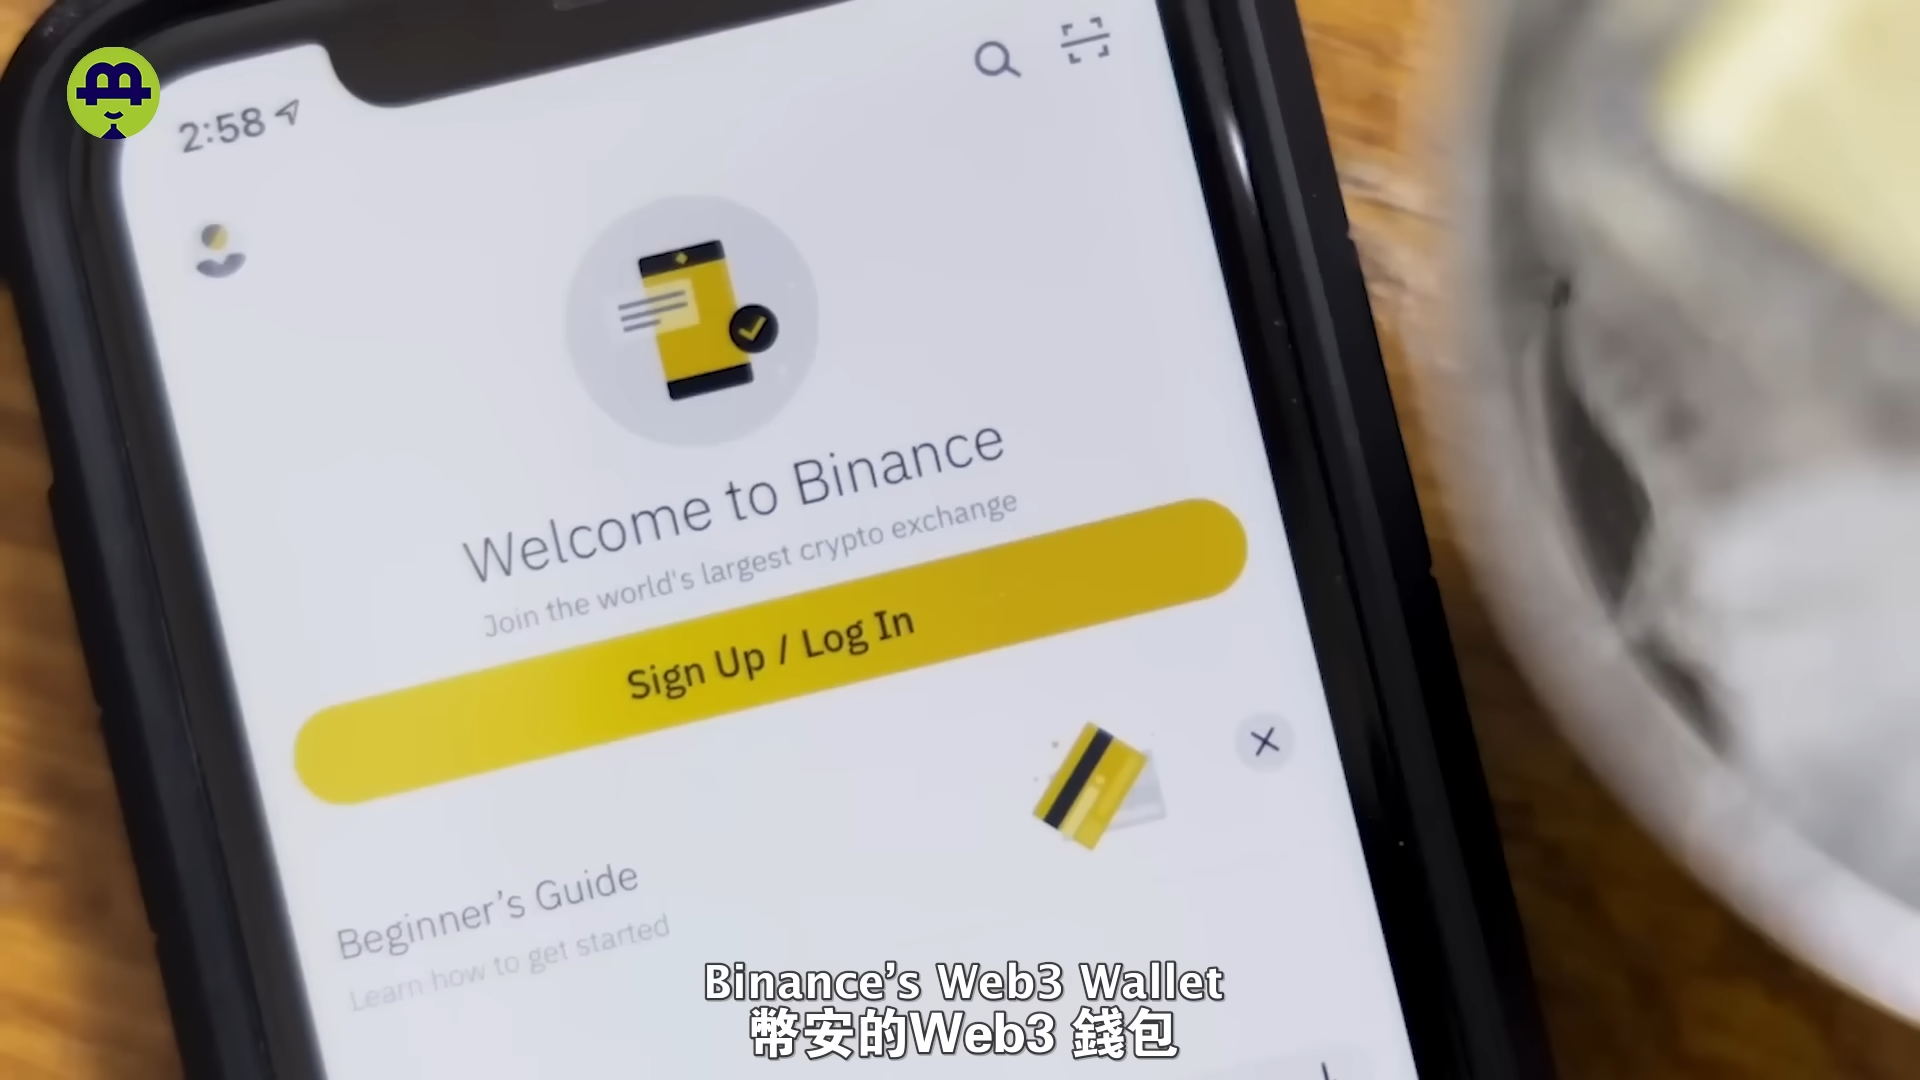 2:58
Welcome to Binance
Join the world's largest crypto exchange
Sign Up / Log In
Beginner's Guide
Learn how to get started
Binance’s Web3 Wallet
幣安的Web3 錢包